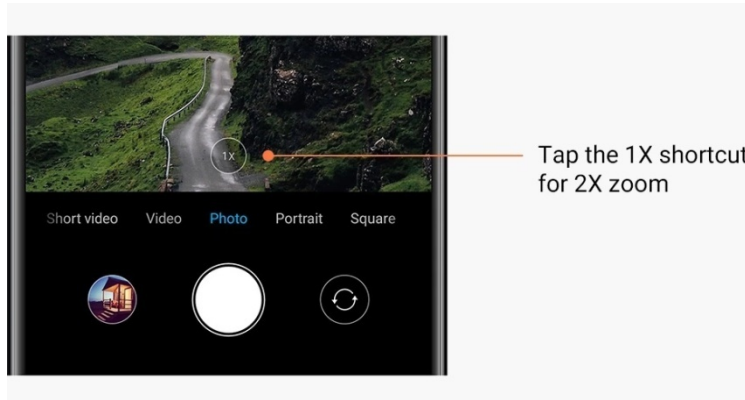 1X
Tap the 1X shortcut
for 2X zoom
Short video Video Photo Portrait Square